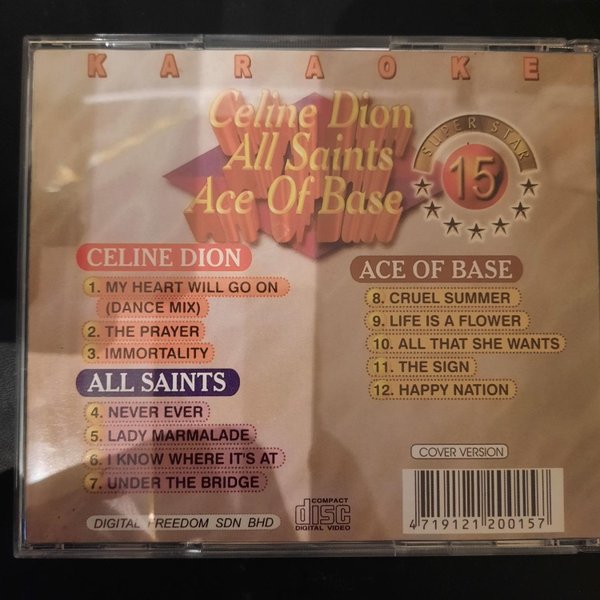 KARAOKE
Celine Dion
All Saints
Ace Of Base
SUPER STAR
15
CELINE DION
1. MY HEART WILL GO ON
(DANCE MIX)
2. THE PRAYER
3. IMMORTALITY
ALL SAINTS
4. NEVER EVER
5. LADY MARMALADE
6. I KNOW WHERE IT'S AT
7. UNDER THE BRIDGE
ACE OF BASE
8. CRUEL SUMMER
9. LIFE IS A FLOWER
10. ALL THAT SHE WANTS
11. THE SIGN
12. HAPPY NATION
COVER VERSION
DIGITAL FREEDOM SDN BHD
COMPACT
disc
DIGITAL VIDEO
4 719121 200157